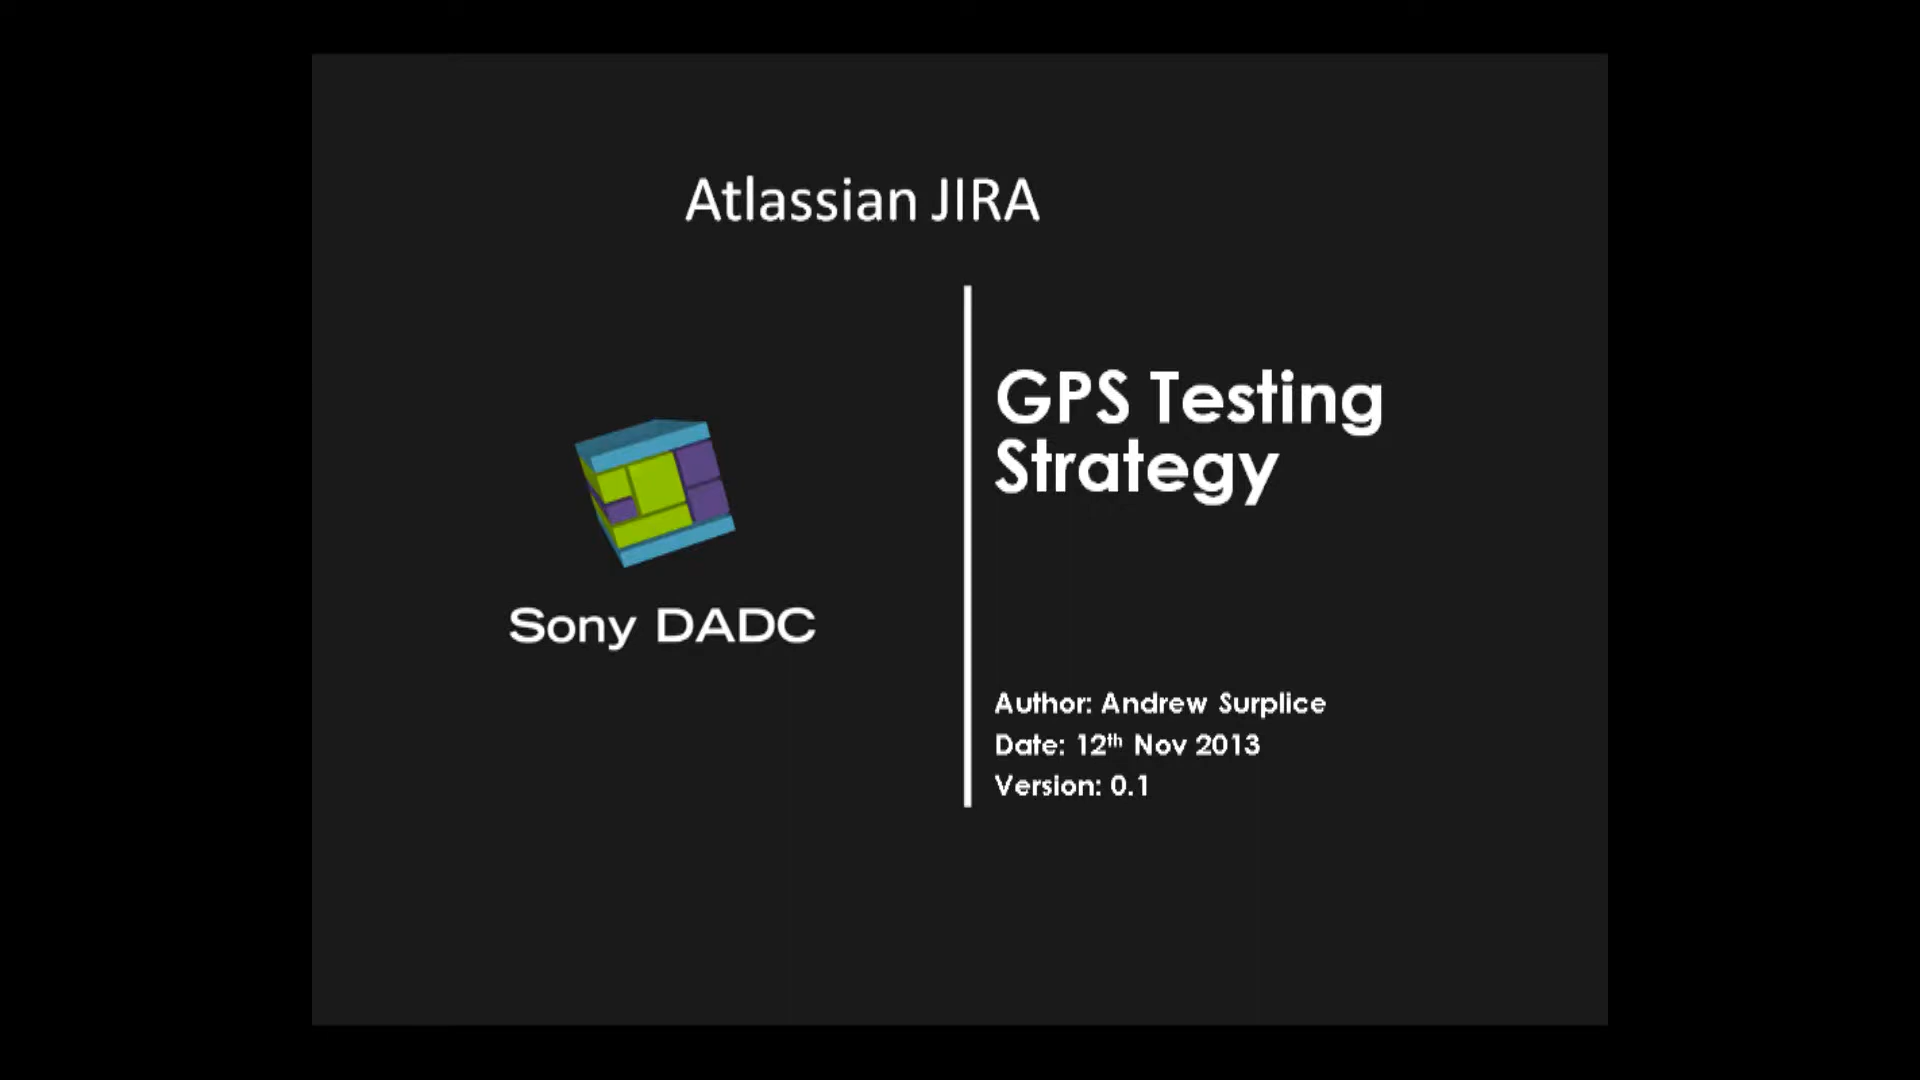 Atlassian JIRA
GPS Testing
Strategy
Sony DADC
Author: Andrew Surplice
Date: 12th Nov 2013
Version: 0.1